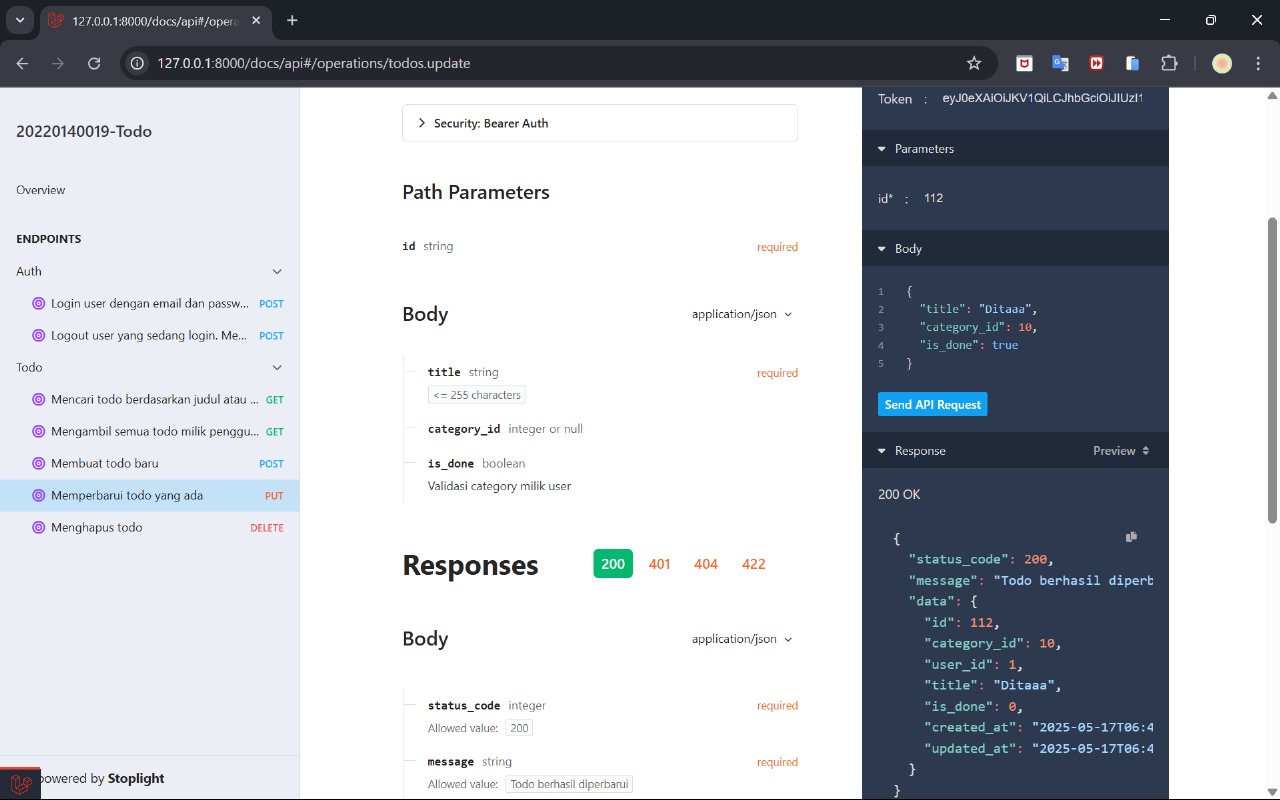 127.0.0.1:8000/docs/api#/opera
127.0.0.1:8000/docs/api#/operations/todos.update
20220140019-Todo
Overview
ENDPOINTS
Auth
Login user dengan email dan passw... POST
Logout user yang sedang login. Me... POST
Todo
Mencari todo berdasarkan judul atau ... GET
Mengambil semua todo milik penggu... GET
Membuat todo baru POST
Memperbarui todo yang ada PUT
Menghapus todo DELETE
powered by Stoplight
Security: Bearer Auth
Path Parameters
id string required
Body application/json
title string required
<= 255 characters
category_id integer or null
is_done boolean
Validasi category milik user
Responses 200 401 404 422
Body application/json
status_code integer required
Allowed value: 200
message string required
Allowed value: Todo berhasil diperbarui
Token : eyJ0eXAiOiJKV1QiLCJhbGciOiJIUzI1
Parameters
id* : 112
Body
1 {
2 "title": "Ditaaa",
3 "category_id": 10,
4 "is_done": true
5 }
Send API Request
Response Preview
200 OK
{
"status_code": 200,
"message": "Todo berhasil diperb
"data": {
"id": 112,
"category_id": 10,
"user_id": 1,
"title": "Ditaaa",
"is_done": 0,
"created_at": "2025-05-17T06:4
"updated_at": "2025-05-17T06:4
}
}